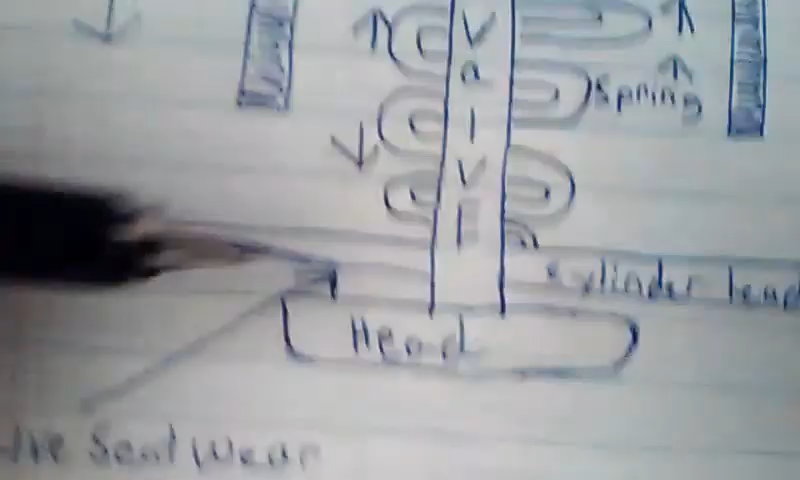 Valve
Spring
Cylinder head
Head
Seat Wear